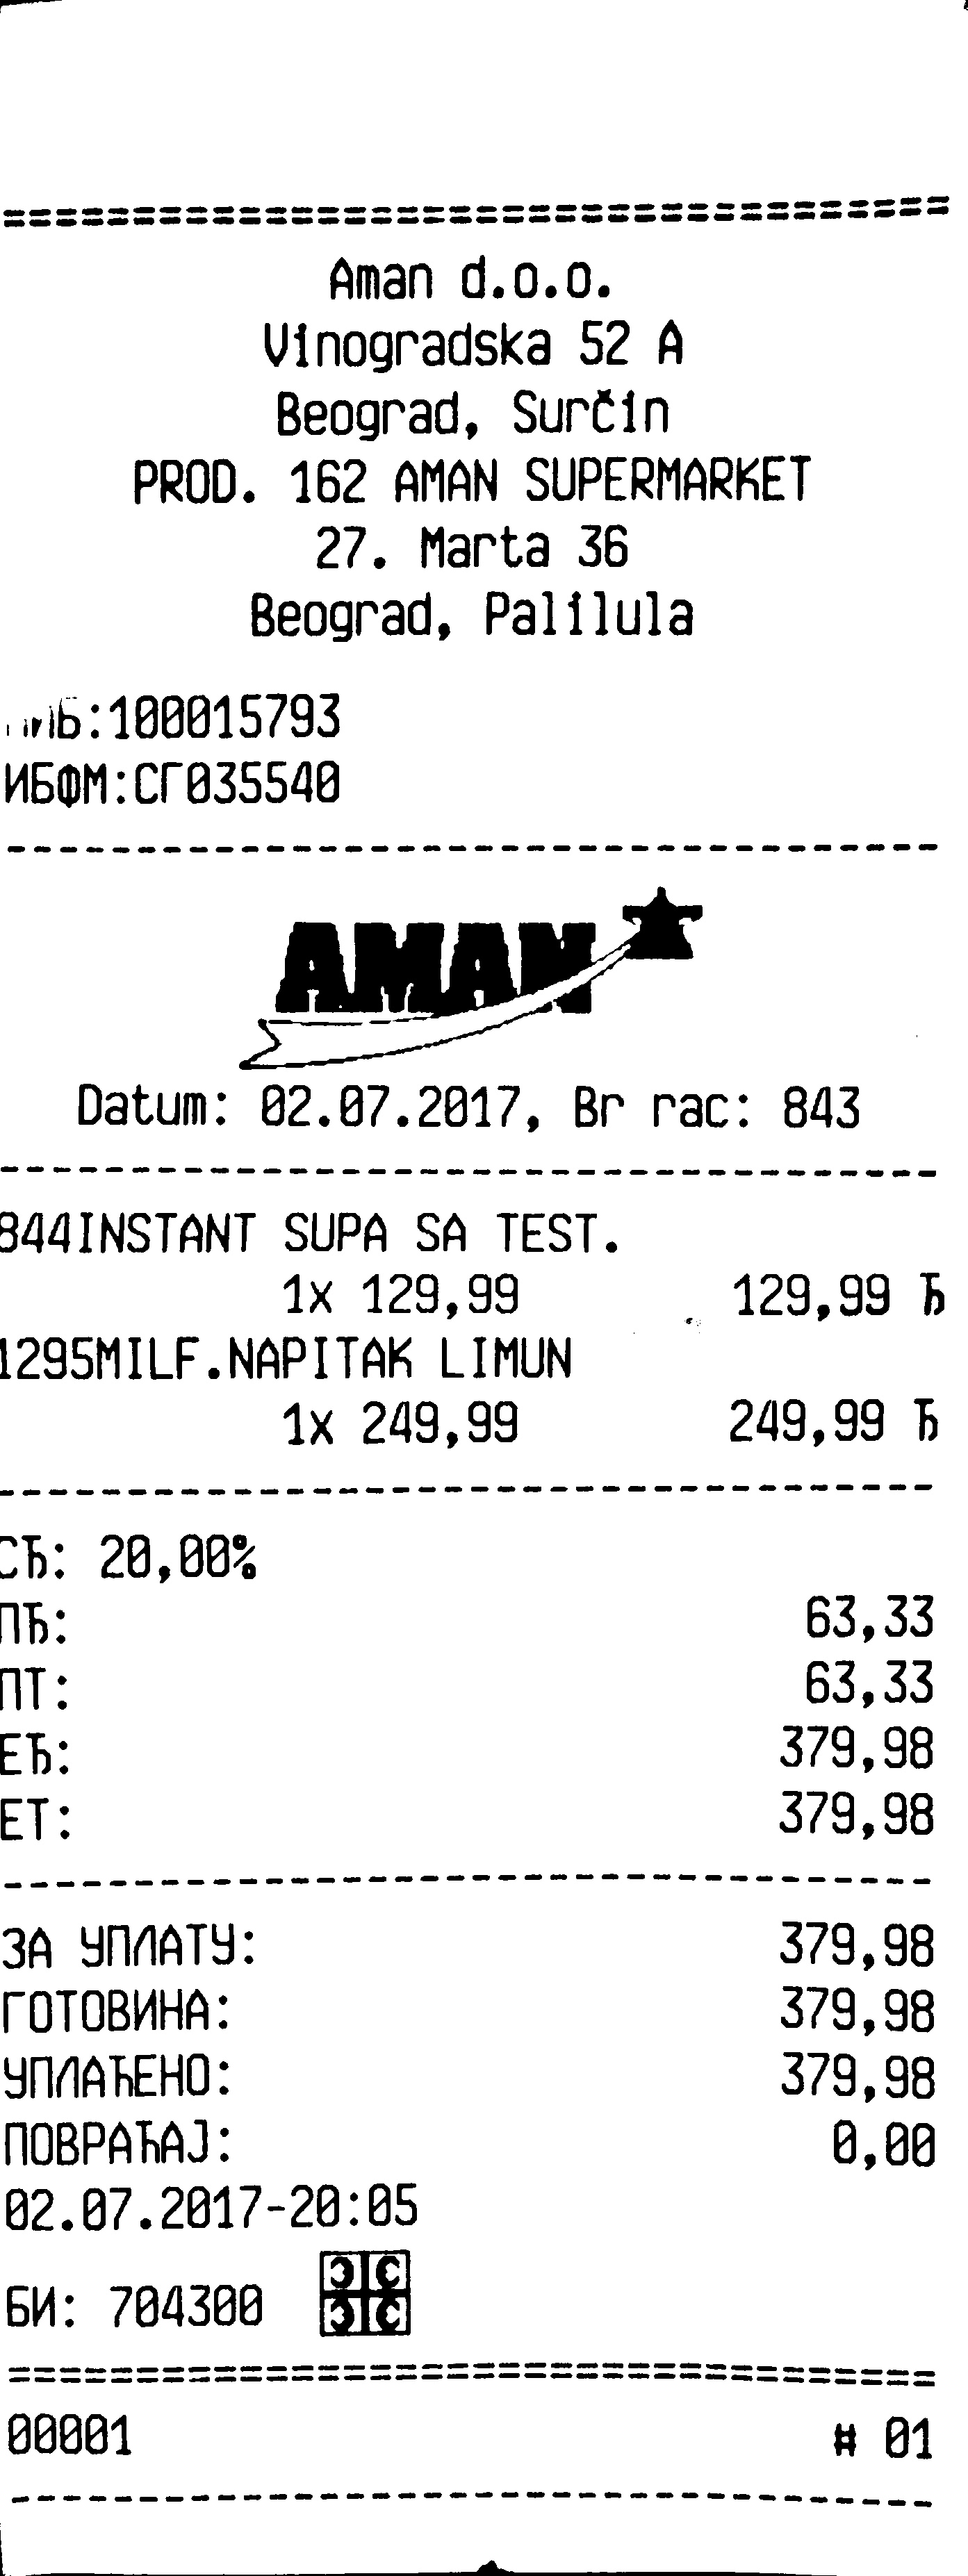 Aman d.o.o.
Vinogradska 52 A
Beograd, Surčin
PROD. 162 AMAN SUPERMARKET
27. Marta 36
Beograd, Palilula
ПИБ:100015793
ИБФМ:СГ035540
AMAN
Datum: 02.07.2017, Br rac: 843
844INSTANT SUPA SA TEST.
1x 129,99 129,99 Ђ
1295MILF.NAPITAK LIMUN
1x 249,99 249,99 Ђ
СЂ: 20,00%
ПЂ: 63,33
ПТ: 63,33
ЕЂ: 379,98
ЕТ: 379,98
ЗА УПЛАТУ: 379,98
ГОТОВИНА: 379,98
УПЛАЋЕНО: 379,98
ПОВРАЋАЈ: 0,00
02.07.2017-20:05
БИ: 704300
00001 # 01